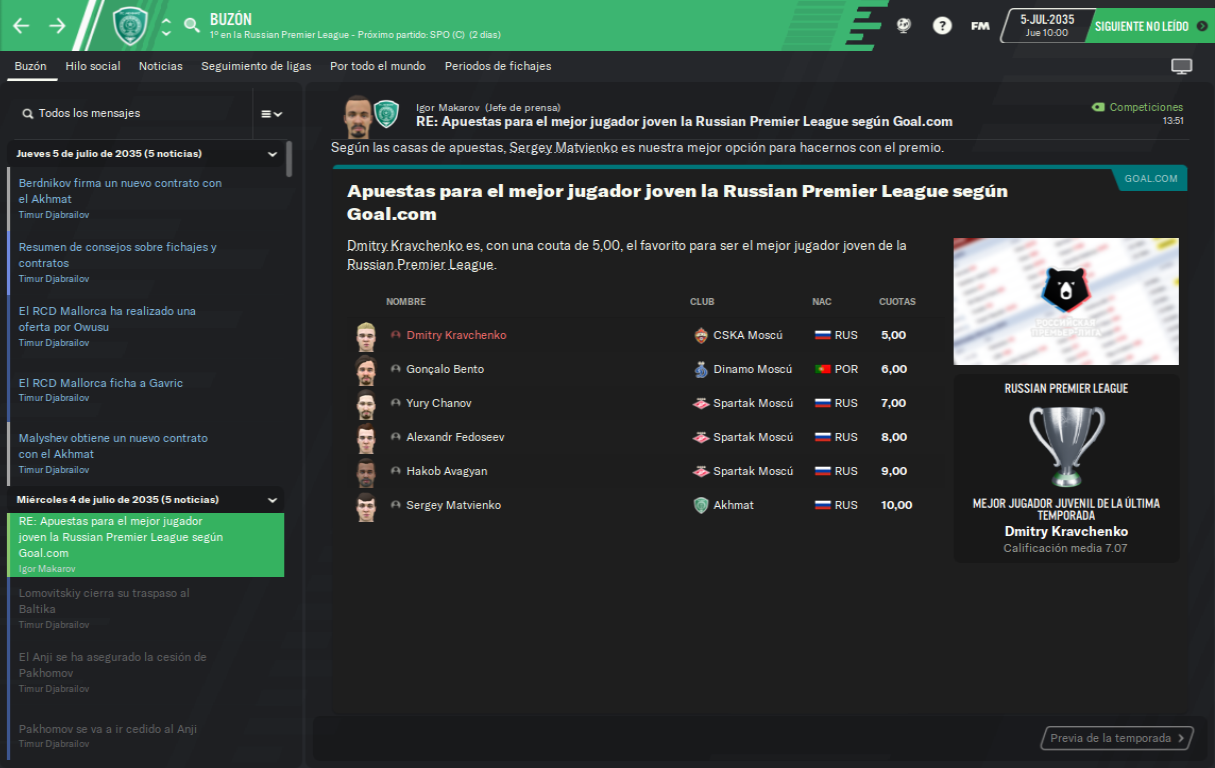 BUZÓN
1º en la Russian Premier League - Próximo partido: SPO (C) (2 días)
?
FM
5-JUL-2035
Jue 10:00
SIGUIENTE NO LEÍDO
Buzón Hilo social Noticias Seguimiento de ligas Por todo el mundo Periodos de fichajes
Todos los mensajes
Jueves 5 de julio de 2035 (5 noticias)
Berdnikov firma un nuevo contrato con
el Akhmat
Timur Djabrailov
Resumen de consejos sobre fichajes y
contratos
Timur Djabrailov
El RCD Mallorca ha realizado una
oferta por Owusu
Timur Djabrailov
El RCD Mallorca ficha a Gavric
Timur Djabrailov
Malyshev obtiene un nuevo contrato
con el Akhmat
Timur Djabrailov
Miércoles 4 de julio de 2035 (5 noticias)
RE: Apuestas para el mejor jugador
joven la Russian Premier League según
Goal.com
Igor Makarov
Lomovitskiy cierra su traspaso al
Baltika
Timur Djabrailov
El Anji se ha asegurado la cesión de
Pakhomov
Timur Djabrailov
Pakhomov se va a ir cedido al Anji
Timur Djabrailov
Igor Makarov (Jefe de prensa)
RE: Apuestas para el mejor jugador joven la Russian Premier League según Goal.com
Competiciones
13:51
Según las casas de apuestas, Sergey Matvienko es nuestra mejor opción para hacernos con el premio.
GOAL.COM
Apuestas para el mejor jugador joven la Russian Premier League según
Goal.com
Dmitry Kravchenko es, con una couta de 5,00, el favorito para ser el mejor jugador joven de la
Russian Premier League.
NOMBRE CLUB NAC CUOTAS
Dmitry Kravchenko CSKA Moscú RUS 5,00
Gonçalo Bento Dinamo Moscú POR 6,00
Yury Chanov Spartak Moscú RUS 7,00
Alexandr Fedoseev Spartak Moscú RUS 8,00
Hakob Avagyan Spartak Moscú RUS 9,00
Sergey Matvienko Akhmat RUS 10,00
РОССИЙСКАЯ
ПРЕМЬЕР-ЛИГА
RUSSIAN PREMIER LEAGUE
MEJOR JUGADOR JUVENIL DE LA ÚLTIMA
TEMPORADA
Dmitry Kravchenko
Calificación media 7.07
Previa de la temporada